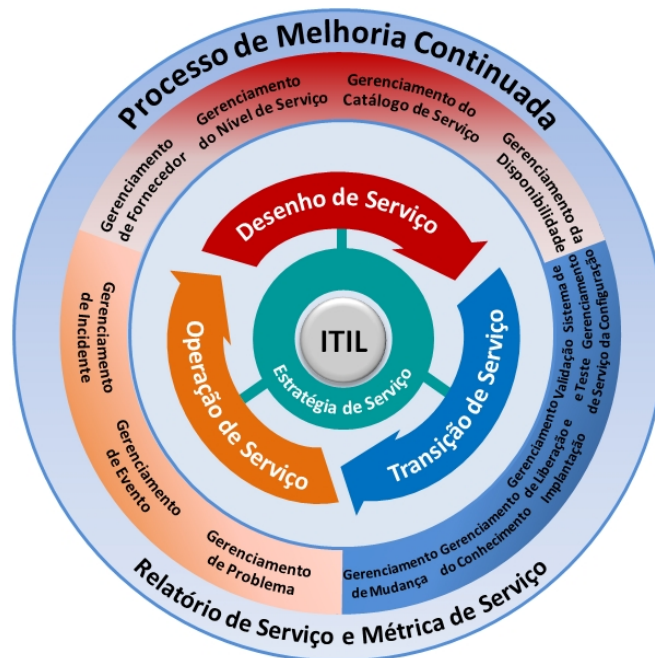 Processo de Melhoria Continuada
Gerenciamento
de Fornecedor
Gerenciamento
do Nível de Serviço
Gerenciamento do
Catálogo de Serviço
Gerenciamento da
Disponibilidade
Sistema de
Gerenciamento
da Configuração
Validação
e Teste
de Serviço
Gerenciamento
de Liberação e
Implantação
Gerenciamento
do Conhecimento
Gerenciamento
de Mudança
Gerenciamento
de Problema
Gerenciamento
de Evento
Gerenciamento
de Incidente
Desenho de Serviço
Transição de Serviço
Operação de Serviço
ITIL
Estratégia de Serviço
Relatório de Serviço e Métrica de Serviço